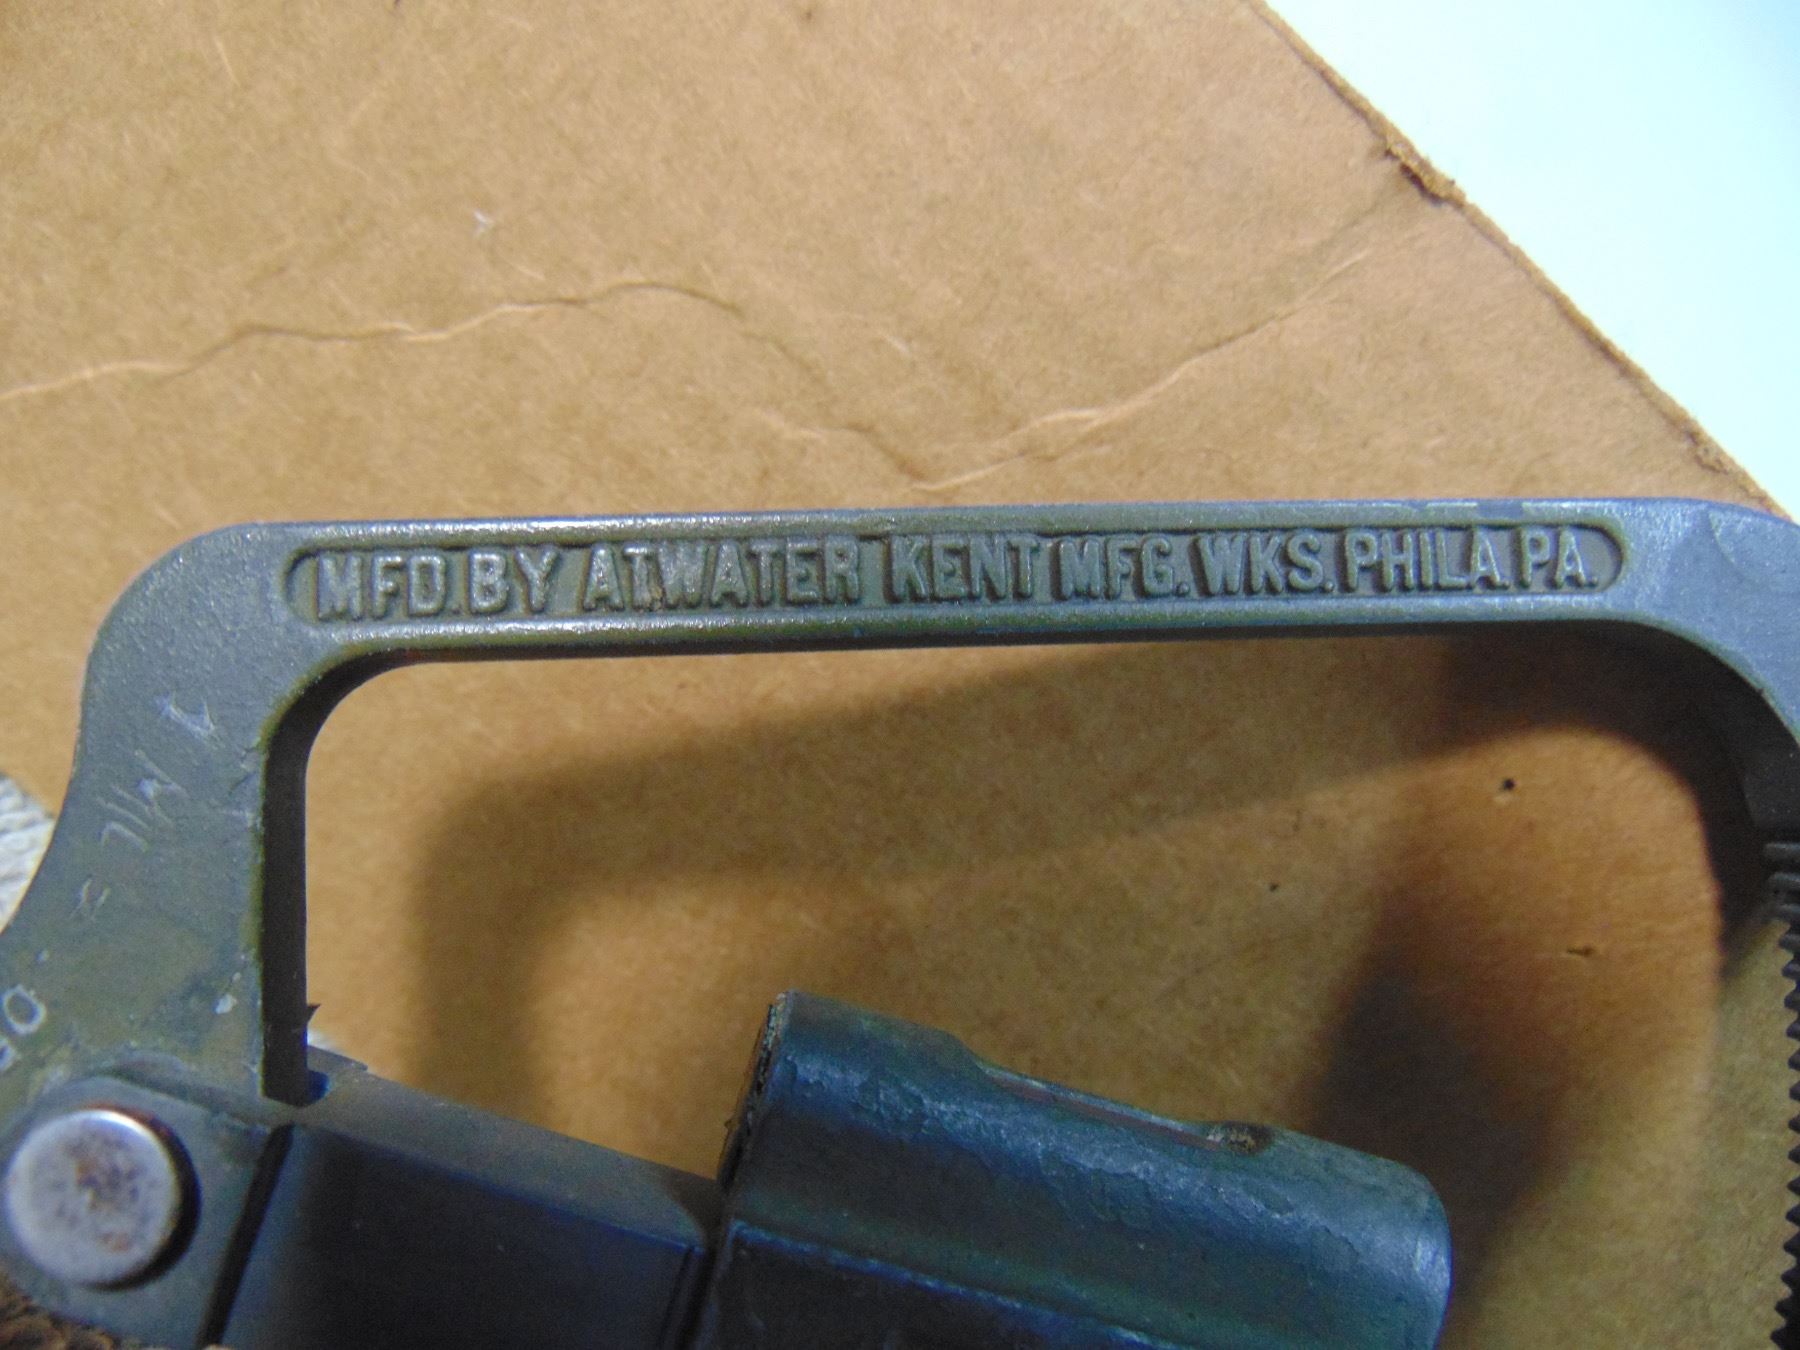 MFD. BY ATWATER KENT MFG. WKS. PHILA. PA.